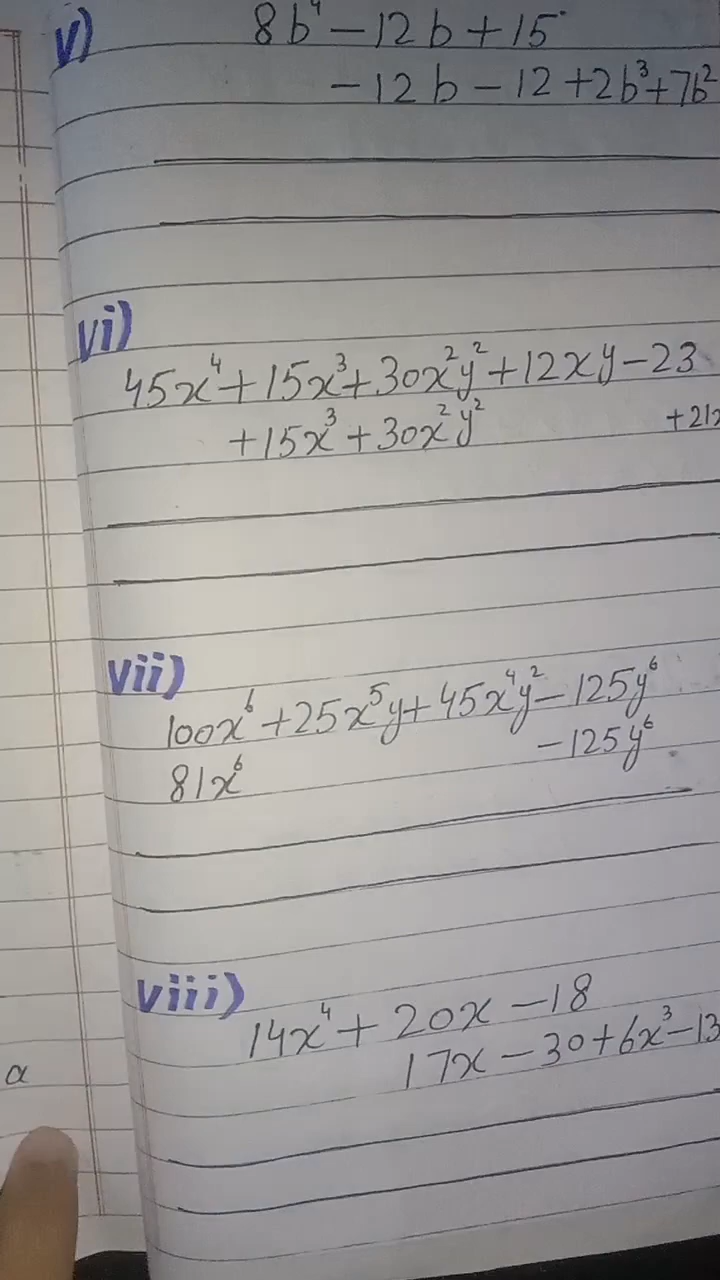 v)
8b⁴ - 12b + 15
- 12b - 12 + 2b³ + 7b²
vi)
45x⁴ + 15x³ + 30x²y² + 12xy - 23
+ 15x³ + 30x²y² + 21x
vii)
100x⁶ + 25x⁵y + 45x⁴y² - 125y⁶
81x⁶ - 125y⁶
viii)
14x⁴ + 20x - 18
17x - 30 + 6x³ - 13
a